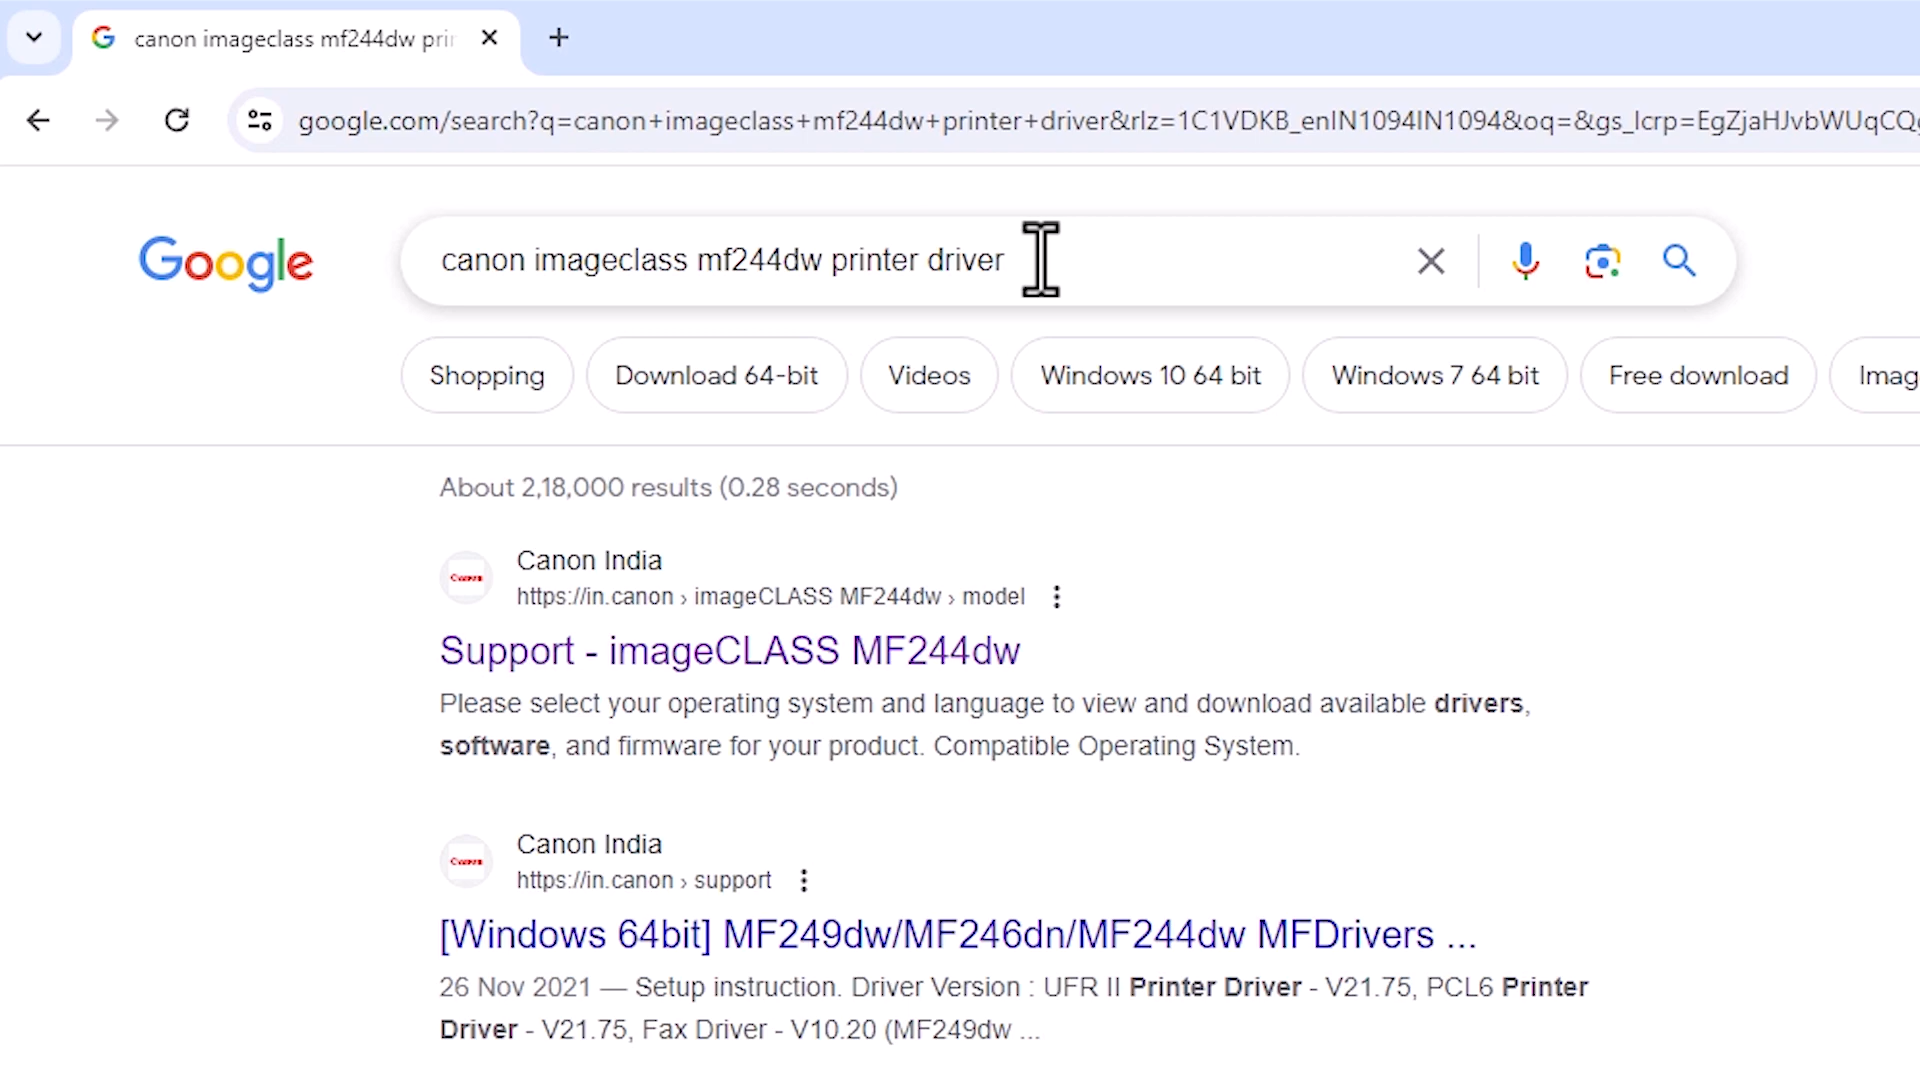 canon imageclass mf244dw prin
google.com/search?q=canon+imageclass+mf244dw+printer+driver&rlz=1C1VDKB_enIN1094IN1094&oq=&gs_lcrp=EgZjaHJvbWUqCQ
Google
canon imageclass mf244dw printer driver
Shopping
Download 64-bit
Videos
Windows 10 64 bit
Windows 7 64 bit
Free download
Imag
About 2,18,000 results (0.28 seconds)
Canon
Canon India
https://in.canon › imageCLASS MF244dw › model
Support - imageCLASS MF244dw
Please select your operating system and language to view and download available drivers,
software, and firmware for your product. Compatible Operating System.
Canon
Canon India
https://in.canon › support
[Windows 64bit] MF249dw/MF246dn/MF244dw MFDrivers ...
26 Nov 2021 — Setup instruction. Driver Version : UFR II Printer Driver - V21.75, PCL6 Printer
Driver - V21.75, Fax Driver - V10.20 (MF249dw ...